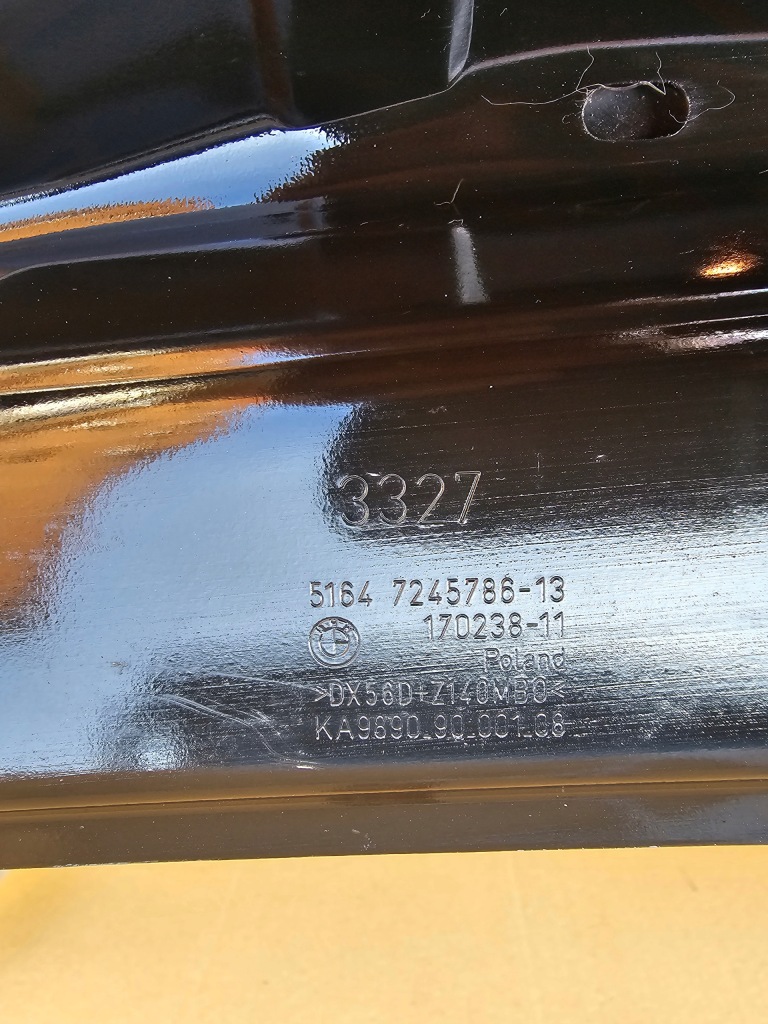 3327
5164 7245786-13
170238-11
Poland
>DX56D+Z140MBO<
KA9890_90_001_08